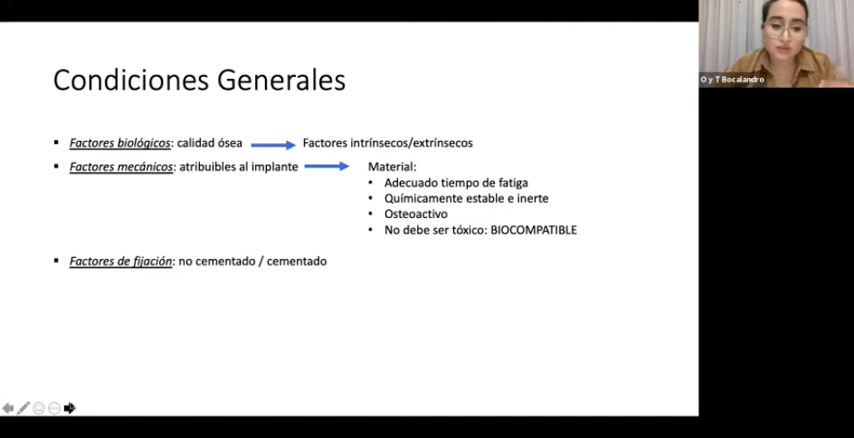 Condiciones Generales
▪ Factores biológicos: calidad ósea Factores intrínsecos/extrínsecos
▪ Factores mecánicos: atribuibles al implante Material:
• Adecuado tiempo de fatiga
• Químicamente estable e inerte
• Osteoactivo
• No debe ser tóxico: BIOCOMPATIBLE
▪ Factores de fijación: no cementado / cementado
O y T Bocalandro